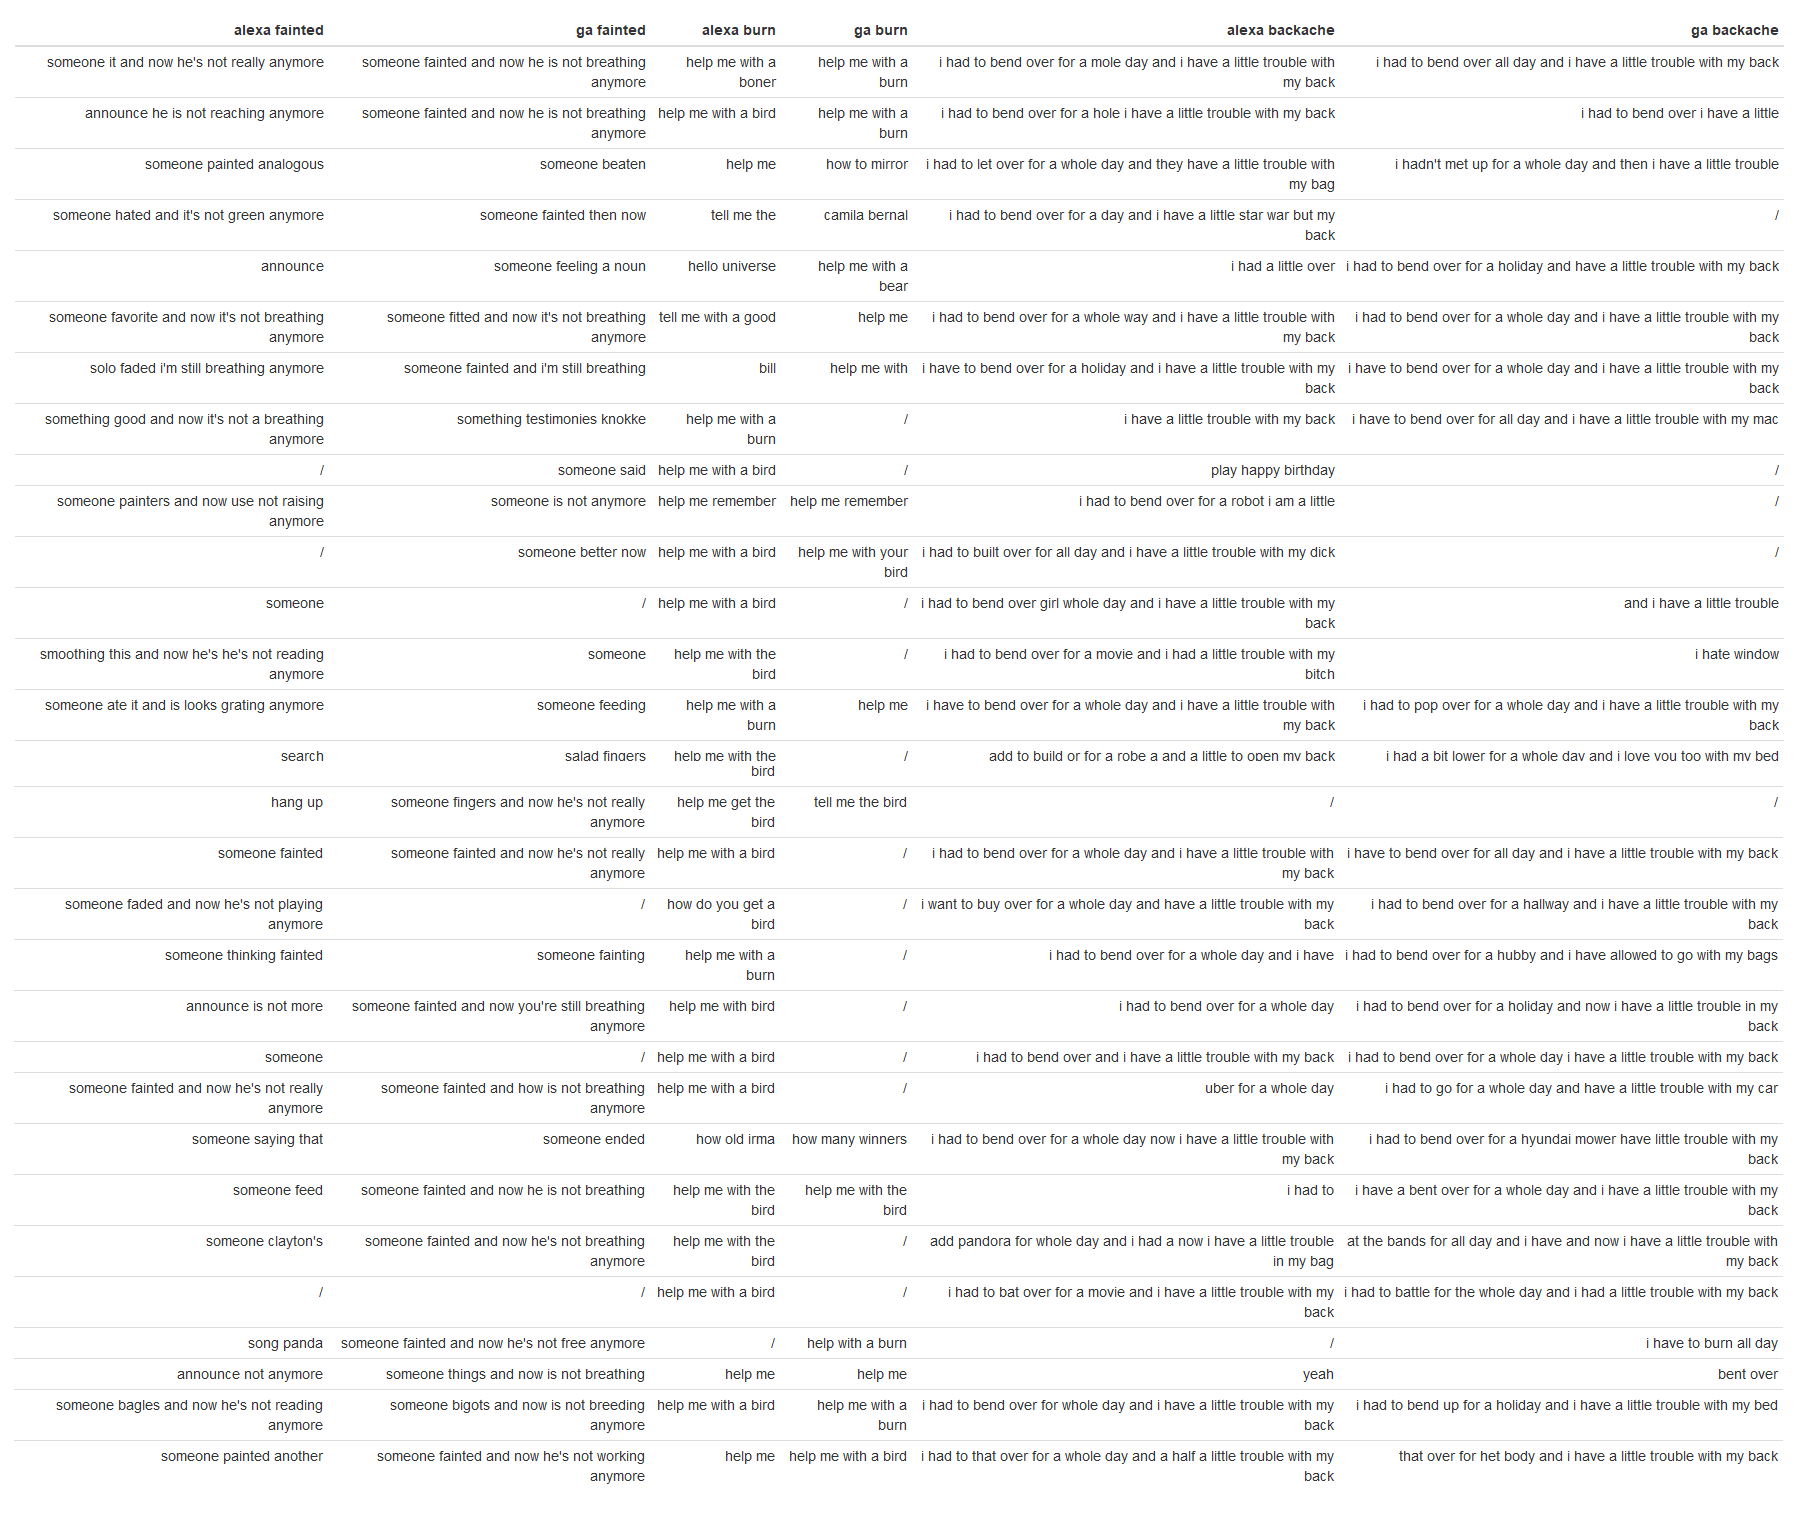 alexa fainted ga fainted alexa burn ga burn alexa backache ga backache
someone it and now he's not really anymore someone fainted and now he is not breathing help me with a help me with a i had to bend over for a mole day and i have a little trouble with i had to bend over all day and i have a little trouble with my back
anymore boner burn my back
announce he is not reaching anymore someone fainted and now he is not breathing help me with a bird help me with a i had to bend over for a hole i have a little trouble with my back i had to bend over i have a little
anymore burn
someone painted analogous someone beaten help me how to mirror i had to let over for a whole day and they have a little trouble with i hadn't met up for a whole day and then i have a little trouble
my bag
someone hated and it's not green anymore someone fainted then now tell me the camila bernal i had to bend over for a day and i have a little star war but my /
back
announce someone feeling a noun hello universe help me with a i had a little over i had to bend over for a holiday and have a little trouble with my back
bear
someone favorite and now it's not breathing someone fitted and now it's not breathing tell me with a good help me i had to bend over for a whole way and i have a little trouble with i had to bend over for a whole day and i have a little trouble with my
anymore anymore my back back
solo faded i'm still breathing anymore someone fainted and i'm still breathing bill help me with i have to bend over for a holiday and i have a little trouble with my i have to bend over for a whole day and i have a little trouble with my
back back
something good and now it's not a breathing something testimonies knokke help me with a / i have a little trouble with my back i have to bend over for all day and i have a little trouble with my mac
anymore burn
/ someone said help me with a bird / play happy birthday /
someone painters and now use not raising someone is not anymore help me remember help me remember i had to bend over for a robot i am a little /
anymore
/ someone better now help me with a bird help me with your i had to built over for all day and i have a little trouble with my dick /
bird
someone / help me with a bird / i had to bend over girl whole day and i have a little trouble with my and i have a little trouble
back
smoothing this and now he's he's not reading someone help me with the / i had to bend over for a movie and i had a little trouble with my i hate window
anymore bird bitch
someone ate it and is looks grating anymore someone feeding help me with a help me i have to bend over for a whole day and i have a little trouble with i had to pop over for a whole day and i have a little trouble with my
burn my back back
search salad fingers help me with the / add to build or for a robe a and a little to open my back i had a bit lower for a whole day and i love you too with my bed
bird
hang up someone fingers and now he's not really help me get the tell me the bird / /
anymore bird
someone fainted someone fainted and now he's not really help me with a bird / i had to bend over for a whole day and i have a little trouble with i have to bend over for all day and i have a little trouble with my back
anymore my back
someone faded and now he's not playing / how do you get a / i want to buy over for a whole day and have a little trouble with my i had to bend over for a hallway and i have a little trouble with my
anymore bird back back
someone thinking fainted someone fainting help me with a / i had to bend over for a whole day and i have i had to bend over for a hubby and i have allowed to go with my bags
burn
announce is not more someone fainted and now you're still breathing help me with bird / i had to bend over for a whole day i had to bend over for a holiday and now i have a little trouble in my
anymore back
someone / help me with a bird / i had to bend over and i have a little trouble with my back i had to bend over for a whole day i have a little trouble with my back
someone fainted and now he's not really someone fainted and how is not breathing help me with a bird / uber for a whole day i had to go for a whole day and have a little trouble with my car
anymore anymore
someone saying that someone ended how old irma how many winners i had to bend over for a whole day now i have a little trouble with i had to bend over for a hyundai mower have little trouble with my
my back back
someone feed someone fainted and now he is not breathing help me with the help me with the i had to i have a bent over for a whole day and i have a little trouble with my
bird bird back
someone clayton's someone fainted and now he's not breathing help me with the / add pandora for whole day and i had a now i have a little trouble at the bands for all day and i have and now i have a little trouble with
anymore bird in my bag my back
/ / help me with a bird / i had to bat over for a movie and i have a little trouble with my i had to battle for the whole day and i had a little trouble with my back
back
song panda someone fainted and now he's not free anymore / help with a burn / i have to burn all day
announce not anymore someone things and now is not breathing help me help me yeah bent over
someone bagles and now he's not reading someone bigots and now is not breeding help me with a bird help me with a i had to bend over for whole day and i have a little trouble with my i had to bend up for a holiday and i have a little trouble with my bed
anymore anymore burn back
someone painted another someone fainted and now he's not working help me help me with a bird i had to that over for a whole day and a half a little trouble with my that over for het body and i have a little trouble with my back
anymore back